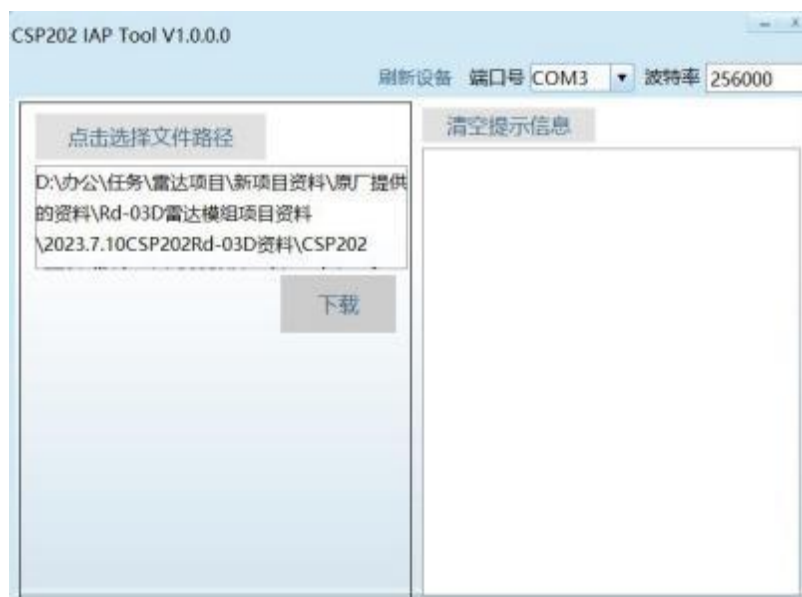 CSP202 IAP Tool V1.0.0.0
刷新设备 端口号 COM3 波特率 256000
点击选择文件路径
清空提示信息
D:\办公\任务\雷达项目\新项目资料\原厂提供
的资料\Rd-03D雷达模组项目资料
\2023.7.10CSP202Rd-03D资料\CSP202
下载